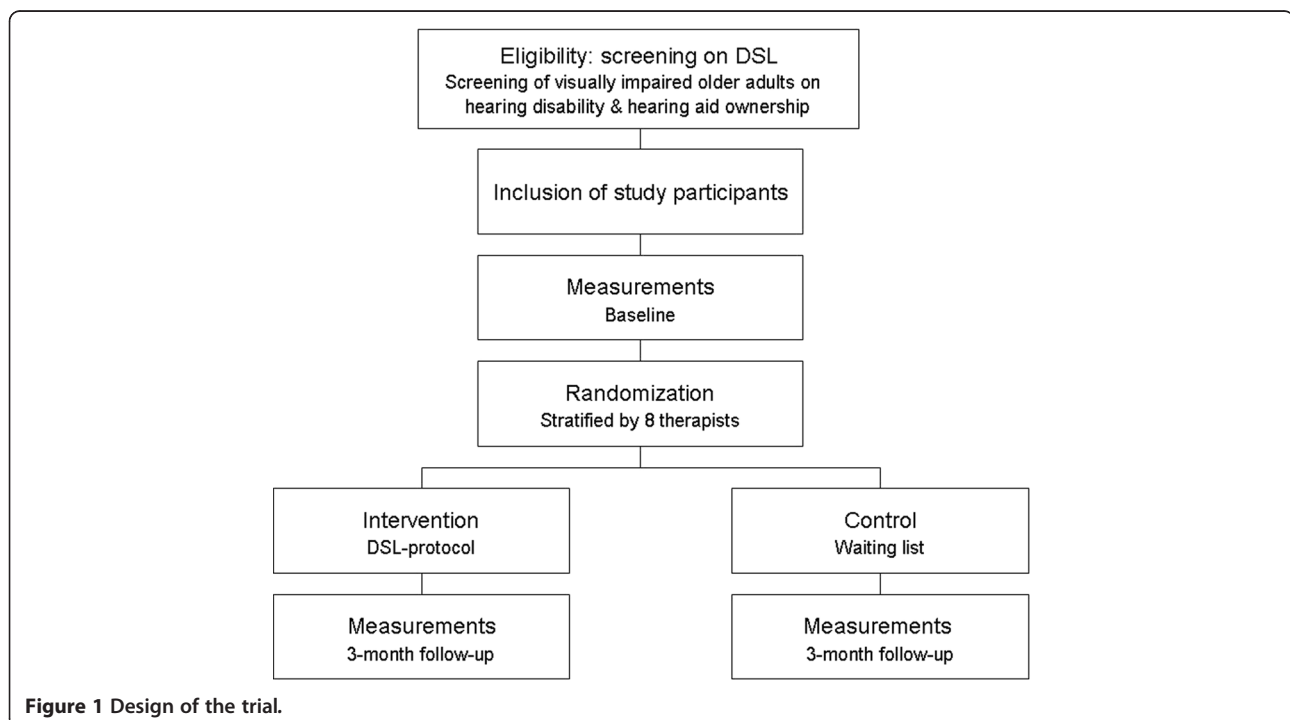 Eligibility: screening on DSL
Screening of visually impaired older adults on
hearing disability & hearing aid ownership
Inclusion of study participants
Measurements
Baseline
Randomization
Stratified by 8 therapists
Intervention
DSL-protocol
Control
Waiting list
Measurements
3-month follow-up
Measurements
3-month follow-up
Figure 1 Design of the trial.